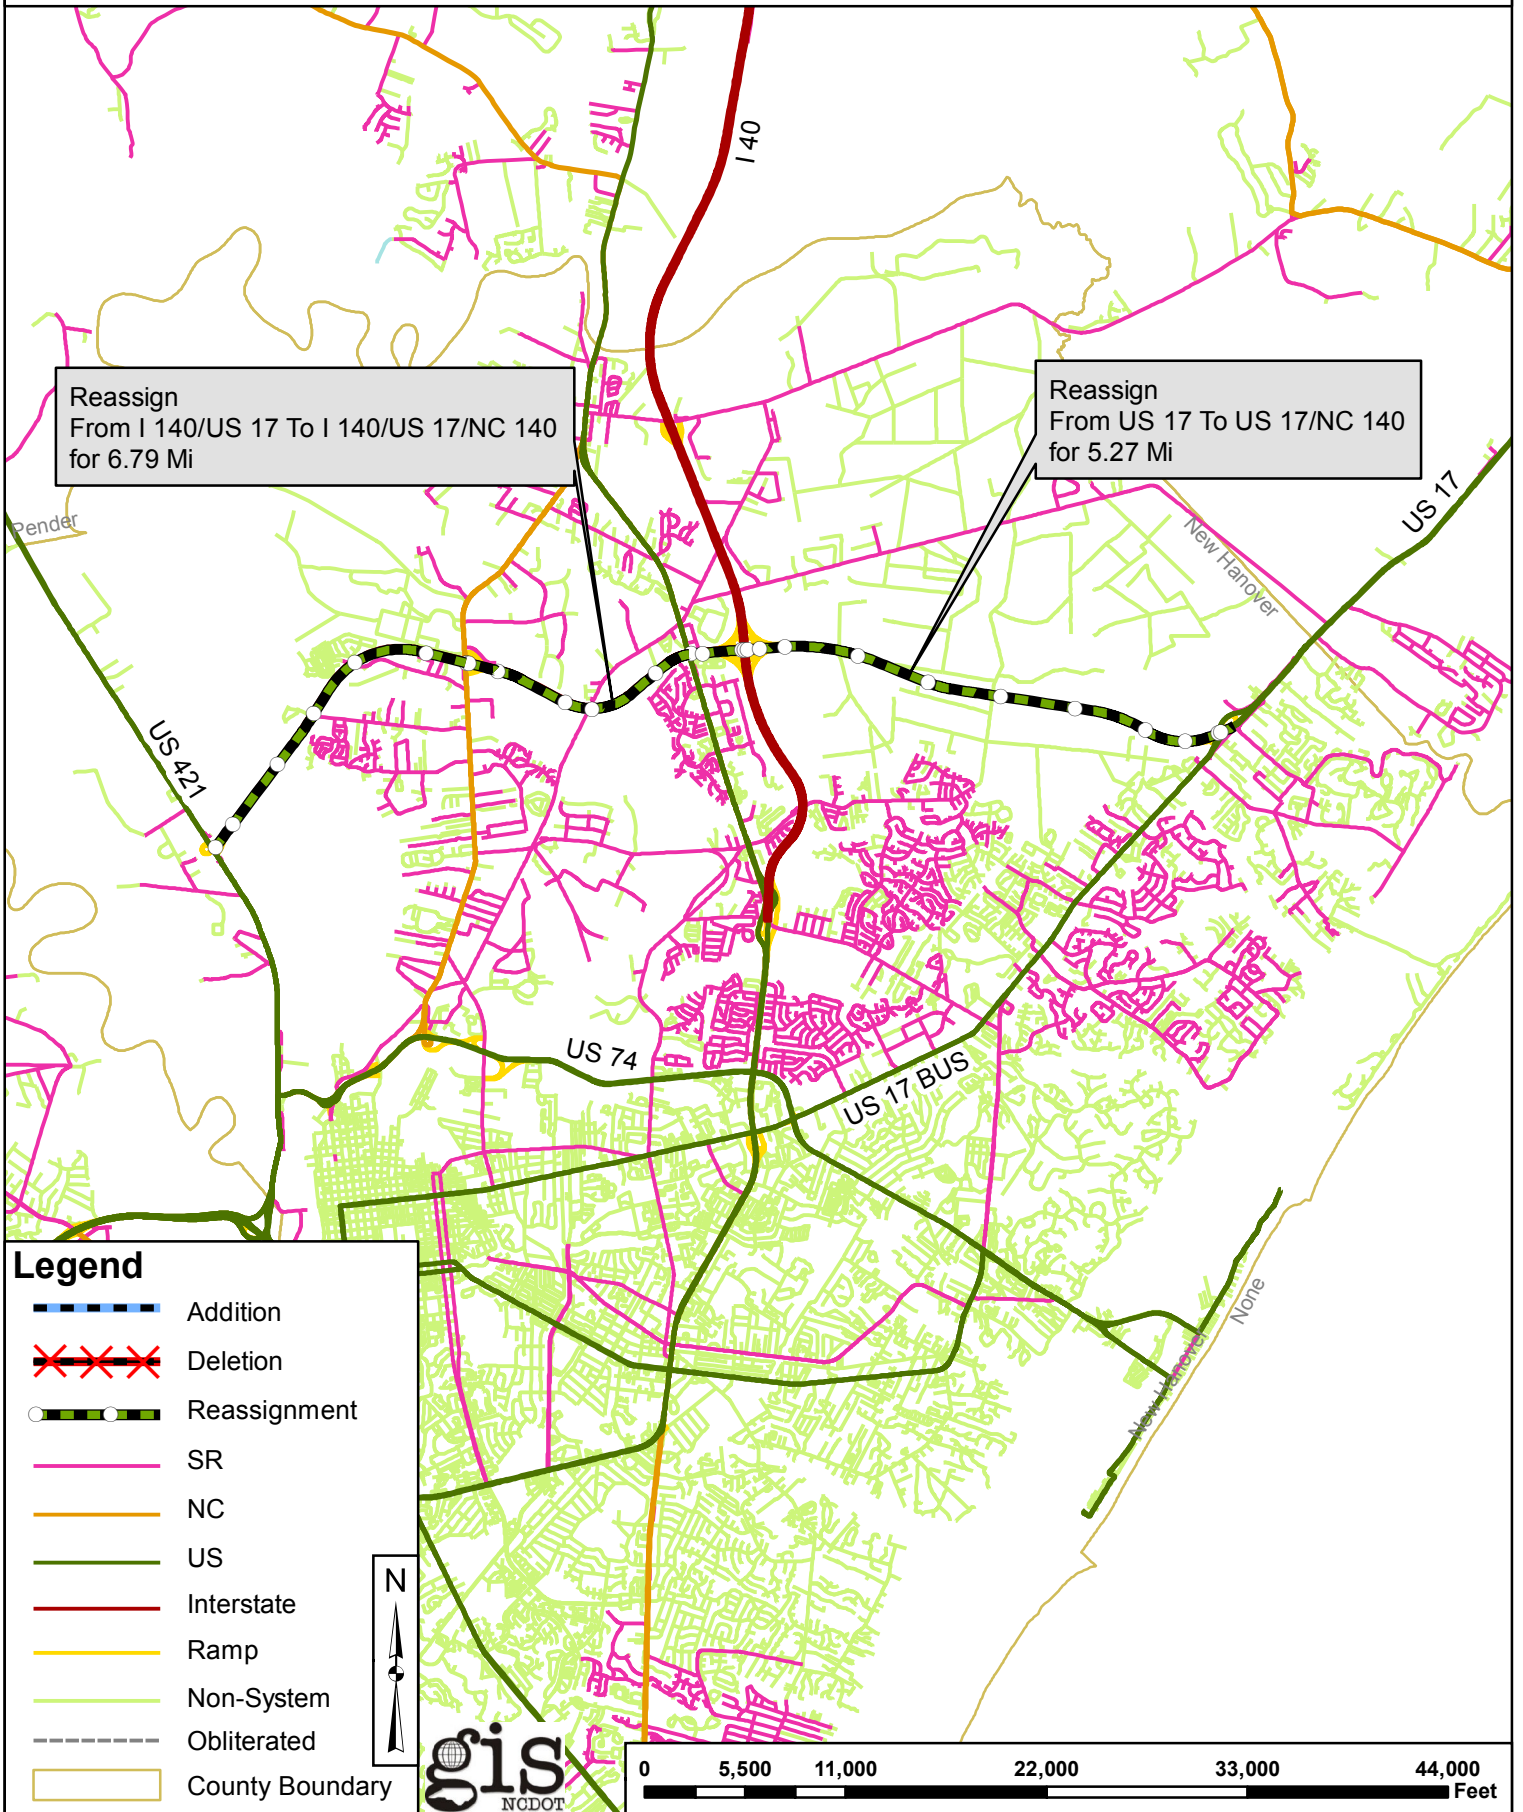 I 40
Reassign
From I 140/US 17 To I 140/US 17/NC 140
for 6.79 Mi
Reassign
From US 17 To US 17/NC 140
for 5.27 Mi
US 17
Pender
New Hanover
US 421
US 74
US 17 BUS
None
New Hanover
Legend
Addition
Deletion
Reassignment
SR
NC
US
Interstate
Ramp
Non-System
Obliterated
County Boundary
N
gis
NCDOT
0 5,500 11,000 22,000 33,000 44,000
Feet